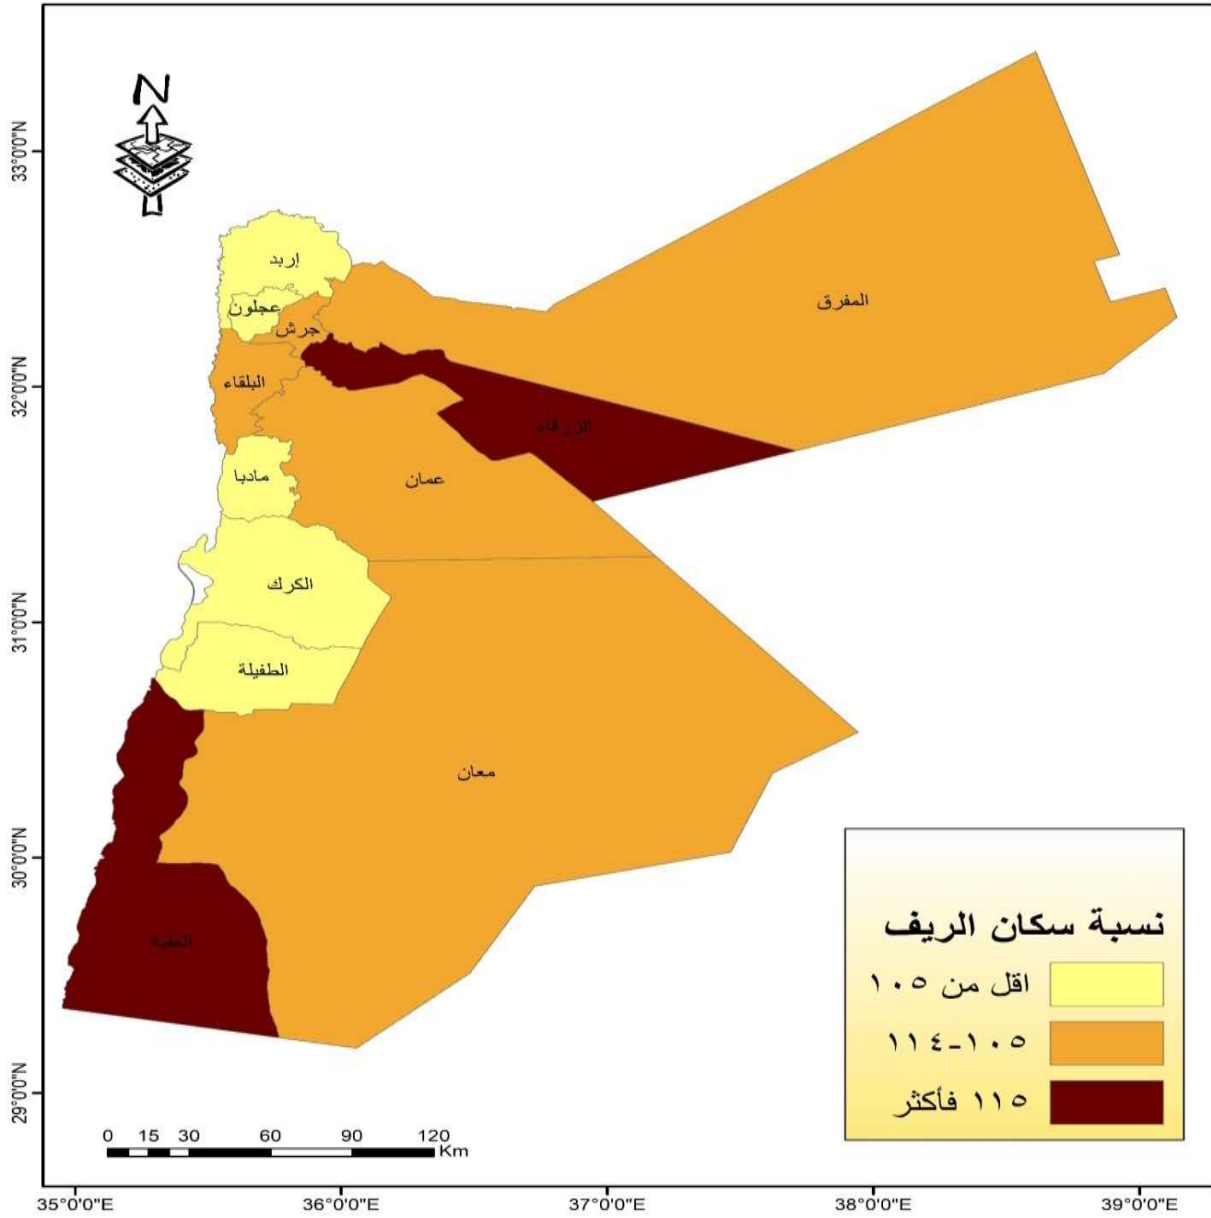 N
33°0'0"N
32°0'0"N
31°0'0"N
30°0'0"N
29°0'0"N
إربد
عجلون
جرش
المفرق
البلقاء
الزرقاء
مادبا
عمان
الكرك
الطفيلة
معان
العقبة
نسبة سكان الريف
اقل من ١٠٥
١٠٥-١١٤
١١٥ فأكثر
0 15 30 60 90 120
Km
35°0'0"E 36°0'0"E 37°0'0"E 38°0'0"E 39°0'0"E